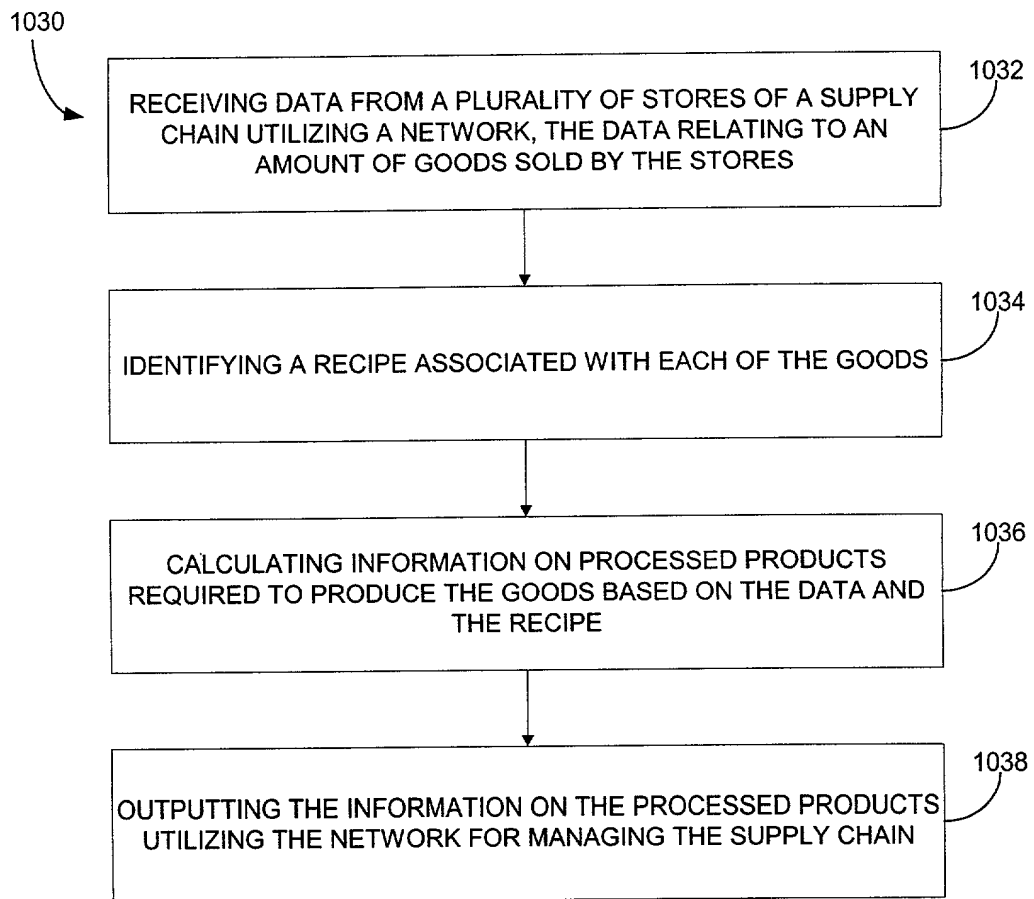 1030
1032
RECEIVING DATA FROM A PLURALITY OF STORES OF A SUPPLY
CHAIN UTILIZING A NETWORK, THE DATA RELATING TO AN
AMOUNT OF GOODS SOLD BY THE STORES
1034
IDENTIFYING A RECIPE ASSOCIATED WITH EACH OF THE GOODS
1036
CALCULATING INFORMATION ON PROCESSED PRODUCTS
REQUIRED TO PRODUCE THE GOODS BASED ON THE DATA AND
THE RECIPE
1038
OUTPUTTING THE INFORMATION ON THE PROCESSED PRODUCTS
UTILIZING THE NETWORK FOR MANAGING THE SUPPLY CHAIN